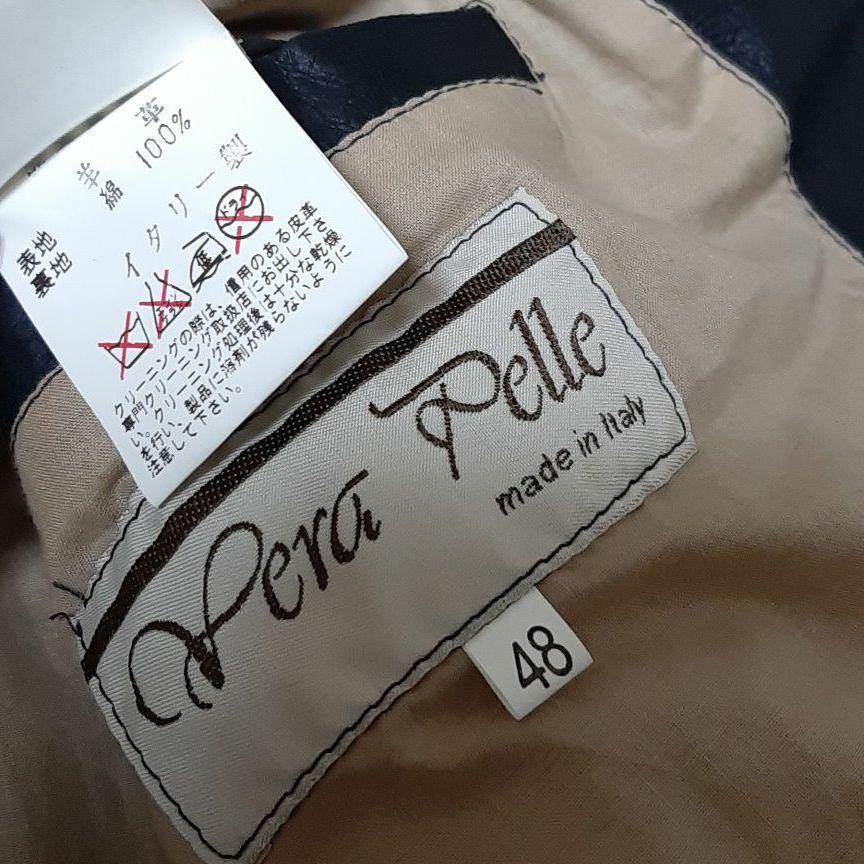 表地 羊 革
裏地 綿 100%
イタリー製
クリーニングの際は、信用のある皮革
専門クリーニング取扱店にお出し下さ
い。クリーニング処理後は十分な乾燥
を行い、製品に溶剤が残らないように
注意して下さい。
Vera Pelle
made in Italy
48